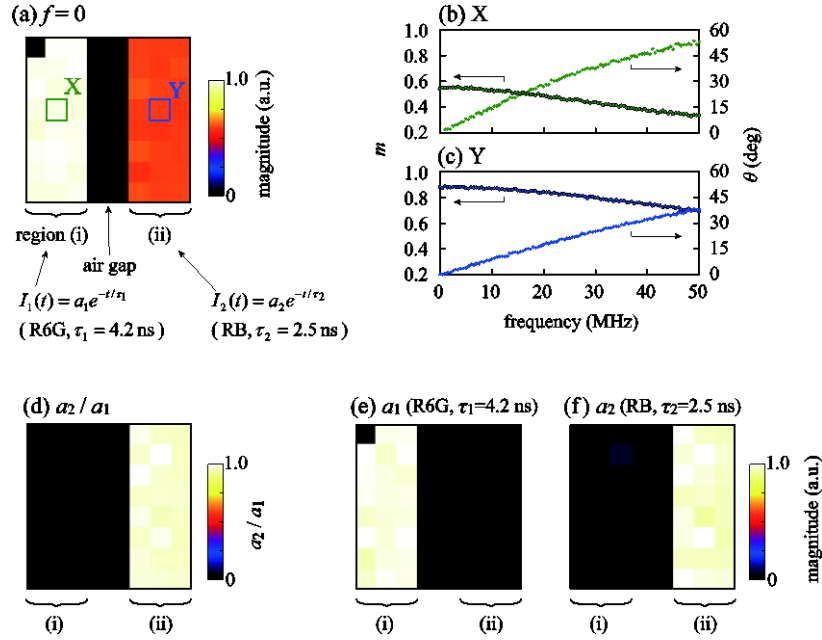 (a) f = 0
X
Y
1.0
0
magnitude (a.u.)
region (i)
(ii)
air gap
I₁(t) = a₁e^{-t/τ₁}
I₂(t) = a₂e^{-t/τ₂}
( R6G, τ₁ = 4.2 ns )
( RB, τ₂ = 2.5 ns )
(b) X
1.0
0.8
0.6
0.4
0.2
60
45
30
15
0
(c) Y
1.0
0.8
0.6
0.4
0.2
60
45
30
15
0
m
θ (deg)
0 10 20 30 40 50
frequency (MHz)
(d) a₂ / a₁
1.0
0
a₂ / a₁
(i)
(ii)
(e) a₁ (R6G, τ₁=4.2 ns)
(i)
(ii)
(f) a₂ (RB, τ₂=2.5 ns)
1.0
0
magnitude (a.u.)
(i)
(ii)